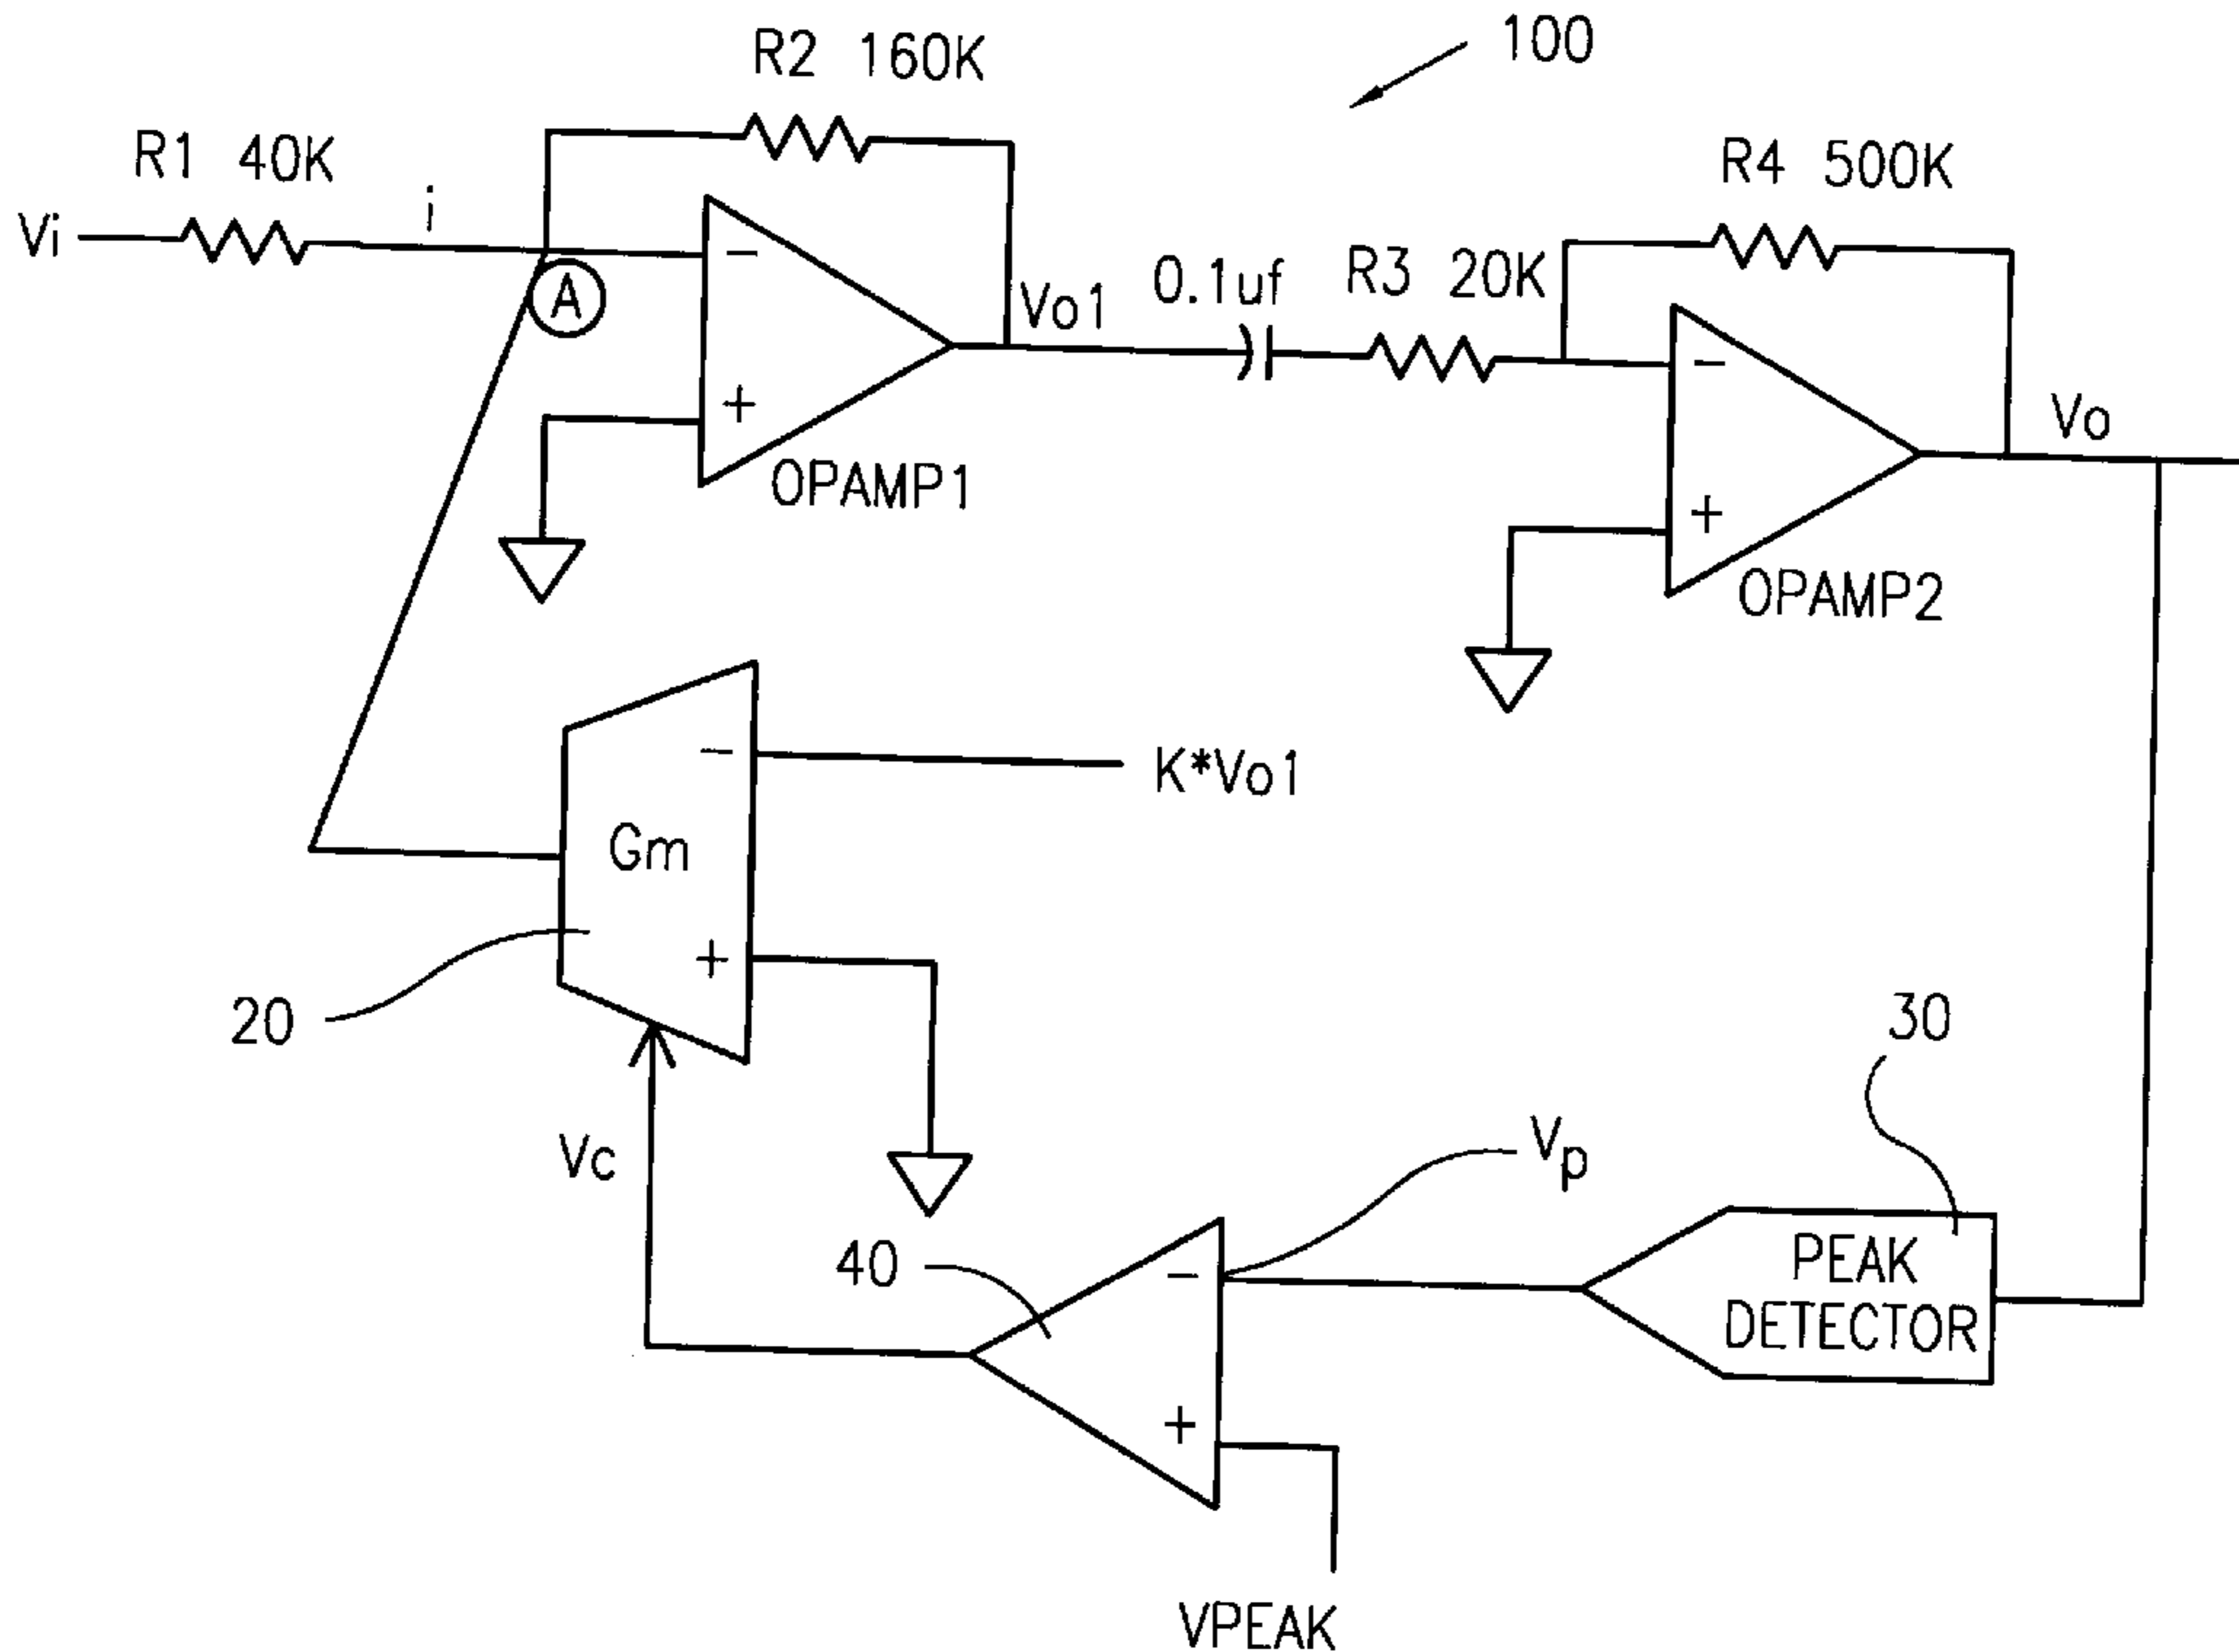 100
R2 160K
R1 40K
R4 500K
Vi
i
-
A
Vo1
0.1uf
R3 20K
-
+
OPAMP1
Vo
+
OPAMP2
-
K*Vo1
Gm
+
20
30
Vc
Vp
40
-
PEAK
DETECTOR
+
VPEAK